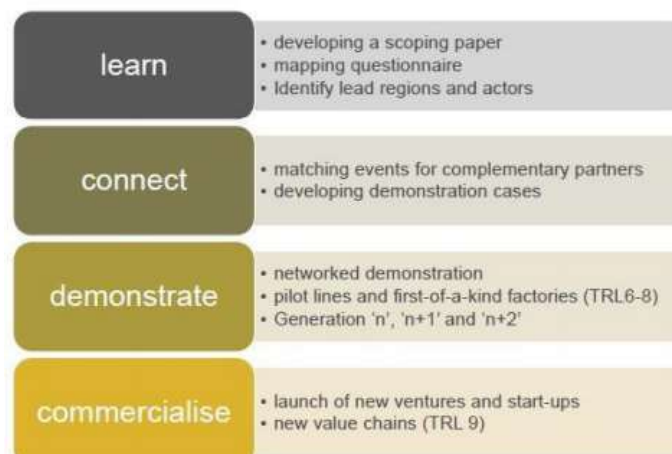 learn
• developing a scoping paper
• mapping questionnaire
• Identify lead regions and actors
connect
• matching events for complementary partners
• developing demonstration cases
demonstrate
• networked demonstration
• pilot lines and first-of-a-kind factories (TRL6-8)
• Generation ‘n’, ‘n+1’ and ‘n+2’
commercialise
• launch of new ventures and start-ups
• new value chains (TRL 9)